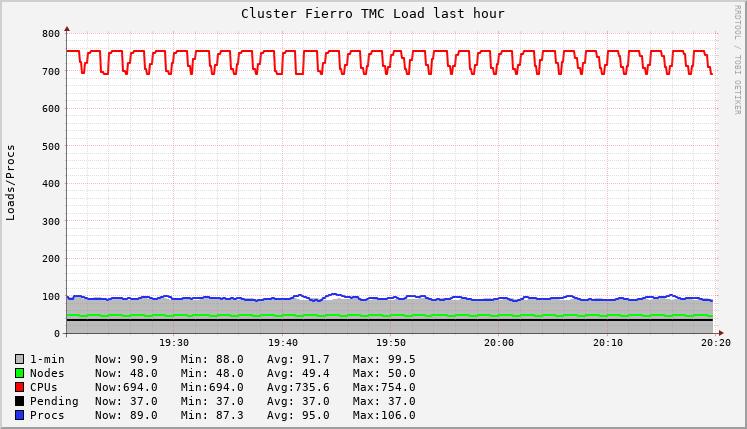 Cluster Fierro TMC Load last hour
RRDTOOL / TOBI OETIKER
Loads/Procs
800
700
600
500
400
300
200
100
0
19:30 19:40 19:50 20:00 20:10 20:20
1-min Now: 90.9 Min: 88.0 Avg: 91.7 Max: 99.5
Nodes Now: 48.0 Min: 48.0 Avg: 49.4 Max: 50.0
CPUs Now:694.0 Min:694.0 Avg:735.6 Max:754.0
Pending Now: 37.0 Min: 37.0 Avg: 37.0 Max: 37.0
Procs Now: 89.0 Min: 87.3 Avg: 95.0 Max:106.0